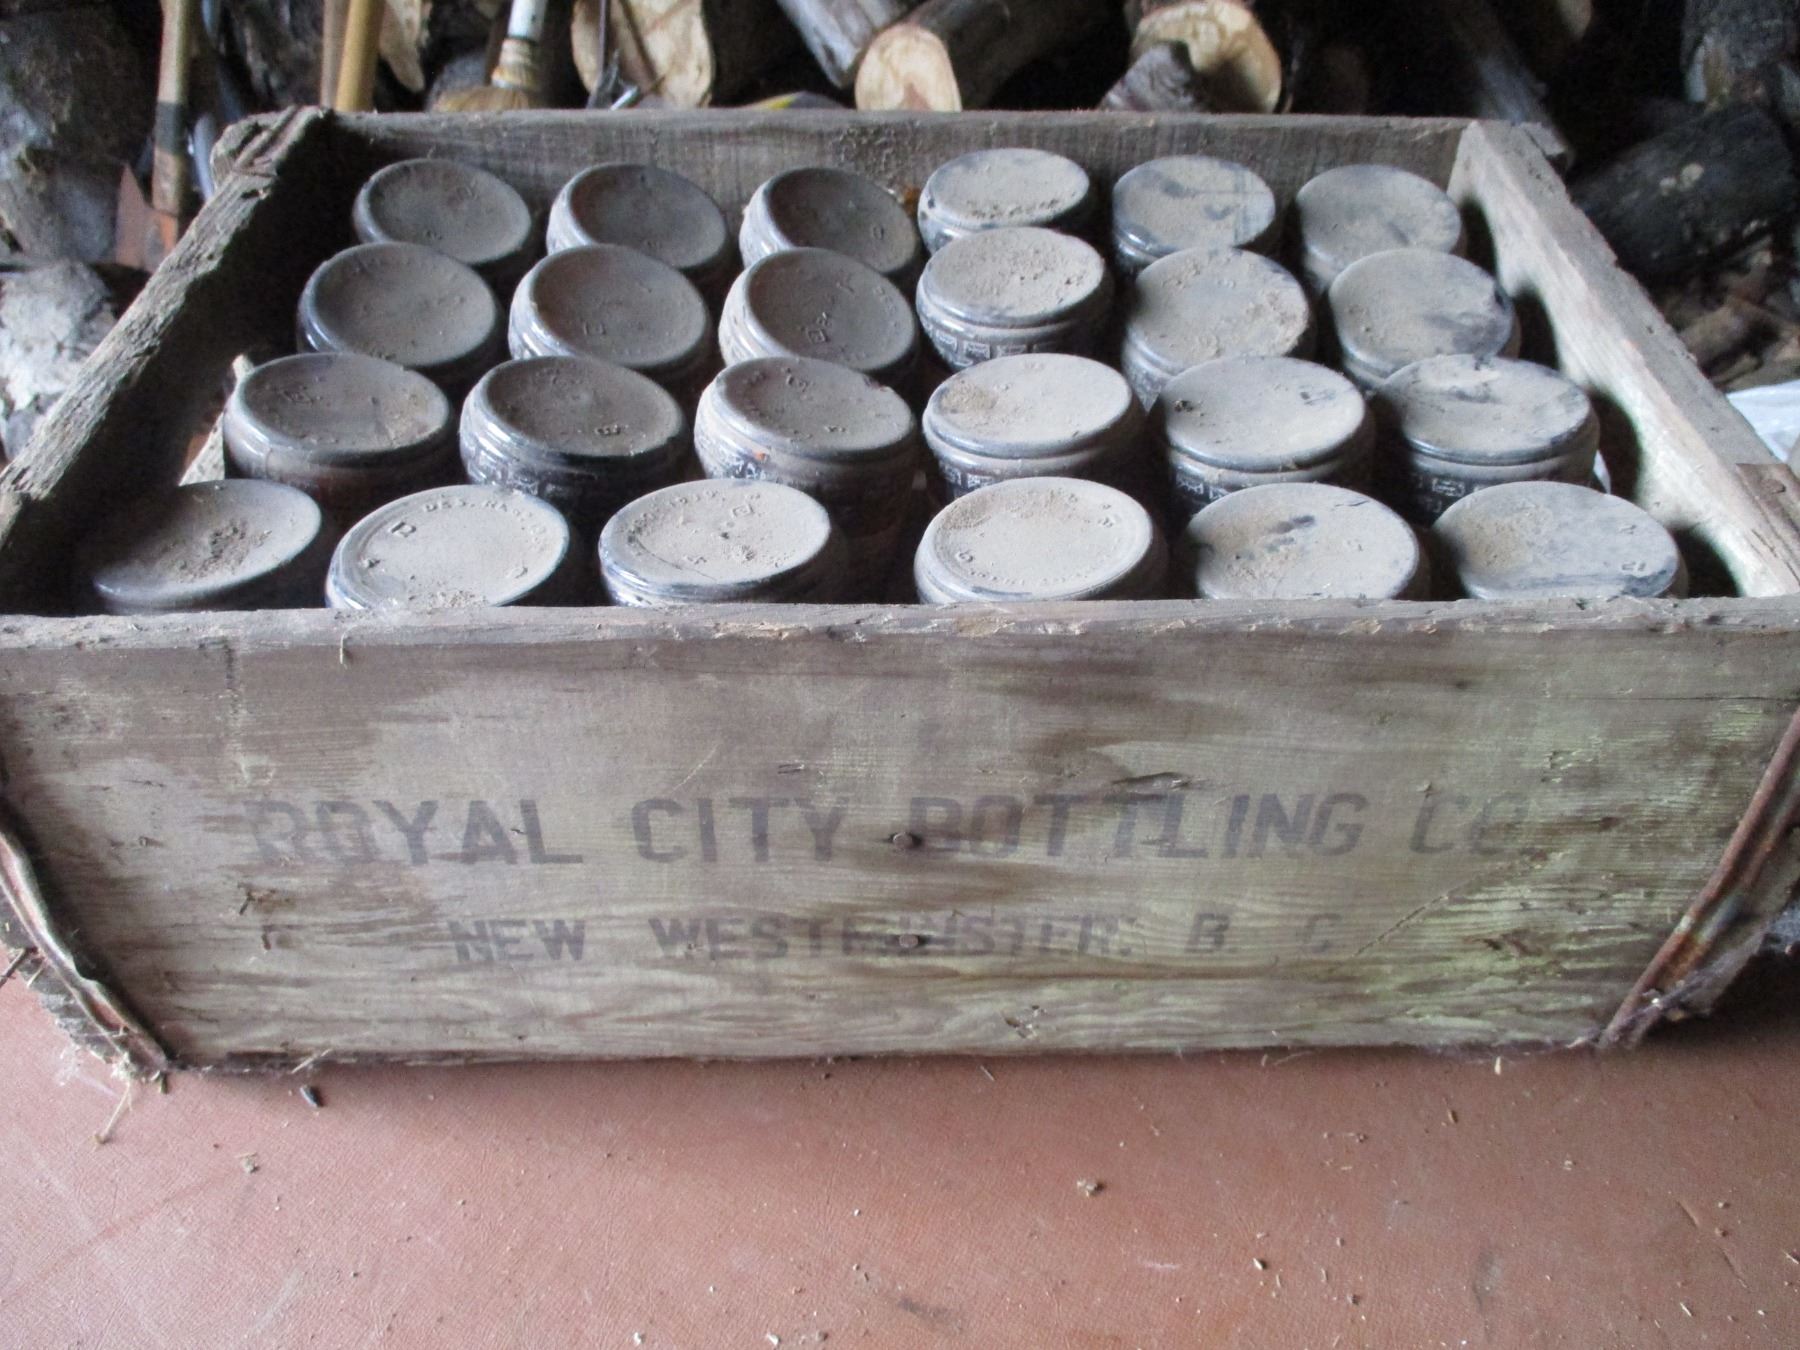 ROYAL CITY BOTTLING CO.
NEW WESTMINSTER, B. C